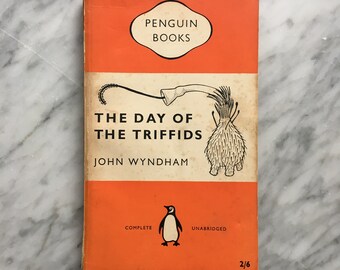 PENGUIN
BOOKS
THE DAY OF
THE TRIFFIDS
JOHN WYNDHAM
COMPLETE UNABRIDGED
2/6